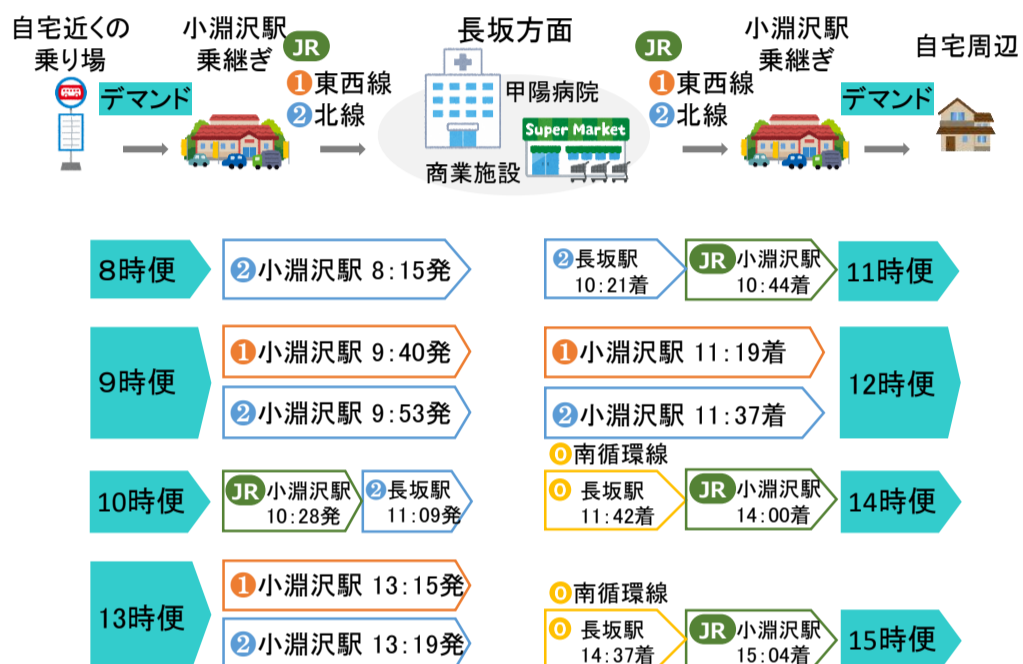 自宅近くの
乗り場
デマンド
小淵沢駅
乗継ぎ
JR
❶東西線
❷北線
長坂方面
甲陽病院
Super Market
商業施設
JR
❶東西線
❷北線
小淵沢駅
乗継ぎ
デマンド
自宅周辺
8時便
❷小淵沢駅 8:15発
❷長坂駅
10:21着
JR 小淵沢駅
10:44着
11時便
9時便
❶小淵沢駅 9:40発
❷小淵沢駅 9:53発
❶小淵沢駅 11:19着
❷小淵沢駅 11:37着
12時便
10時便
JR 小淵沢駅
10:28発
❷長坂駅
11:09発
⓿南循環線
⓿ 長坂駅
11:42着
JR 小淵沢駅
14:00着
14時便
13時便
❶小淵沢駅 13:15発
❷小淵沢駅 13:19発
⓿南循環線
⓿ 長坂駅
14:37着
JR 小淵沢駅
15:04着
15時便